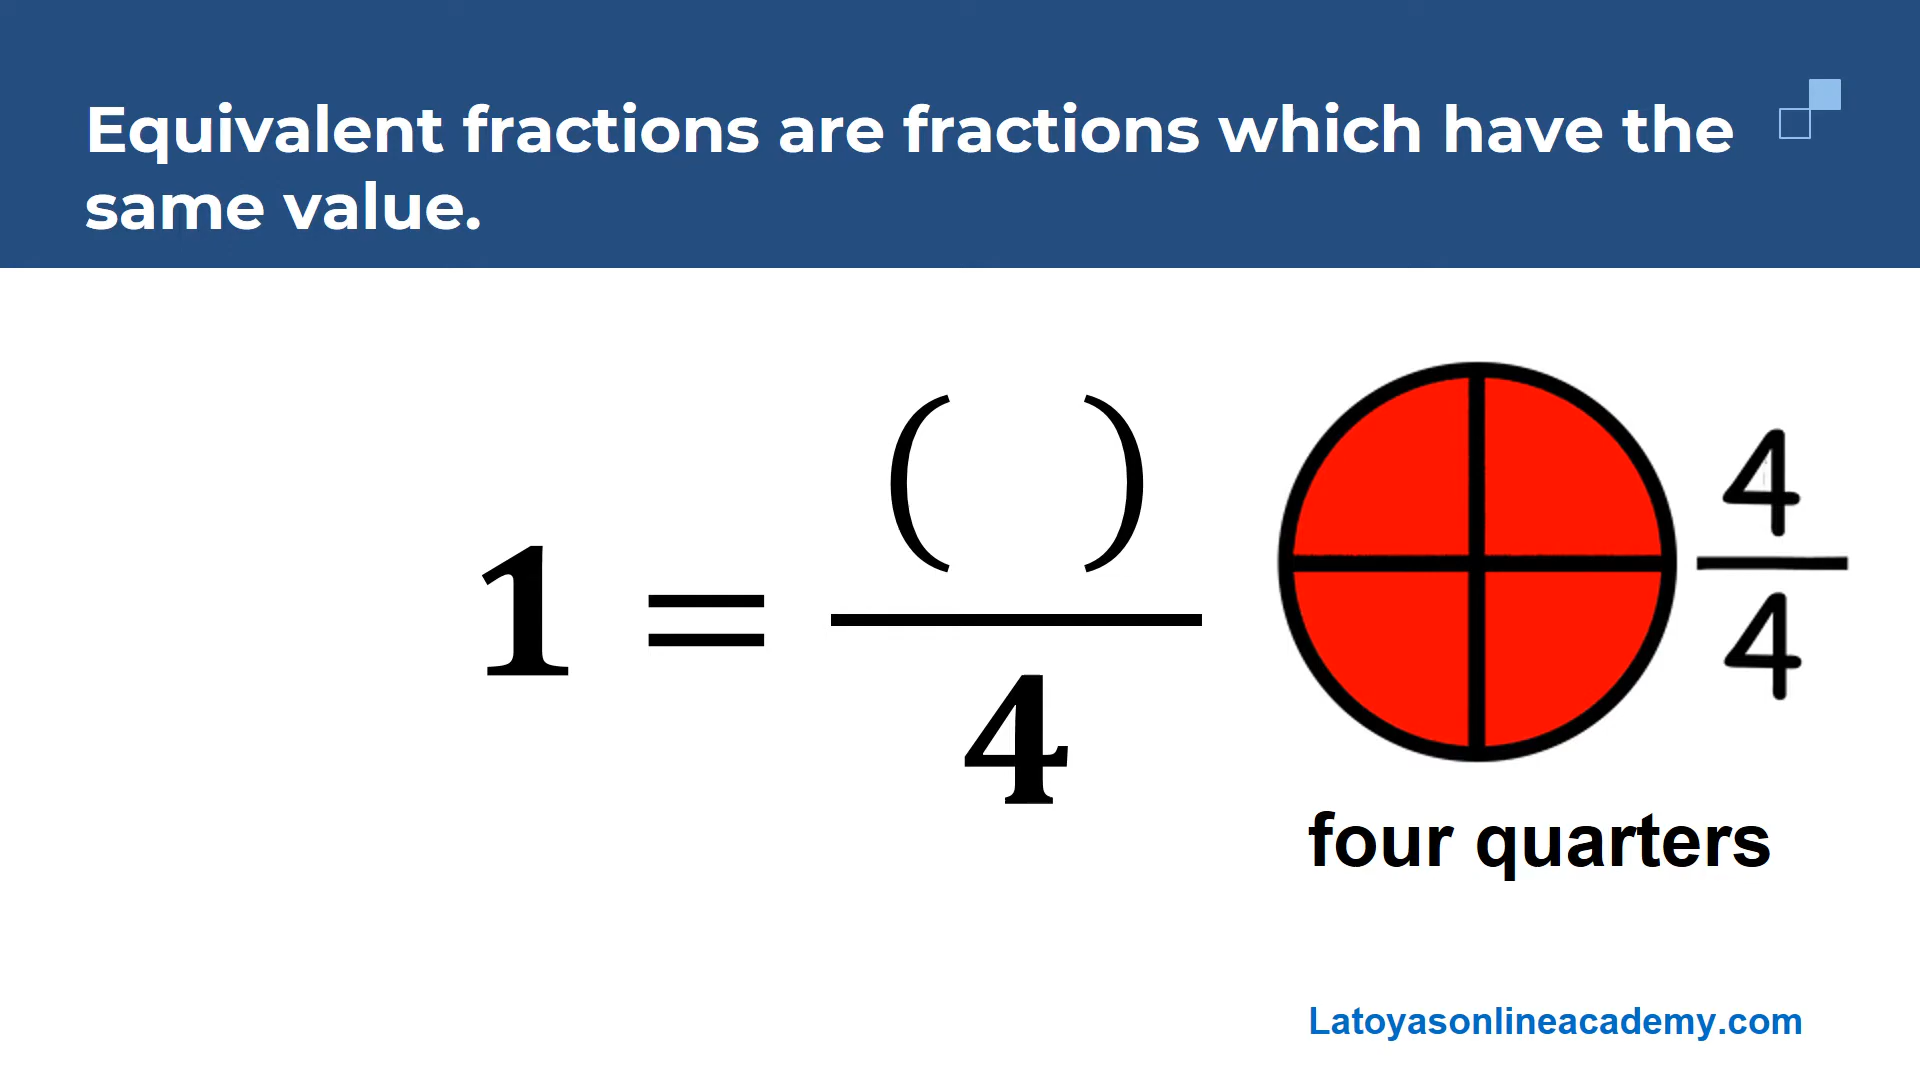 Equivalent fractions are fractions which have the
same value.
1 = ( )
4
4
4
four quarters
Latoyasonlineacademy.com